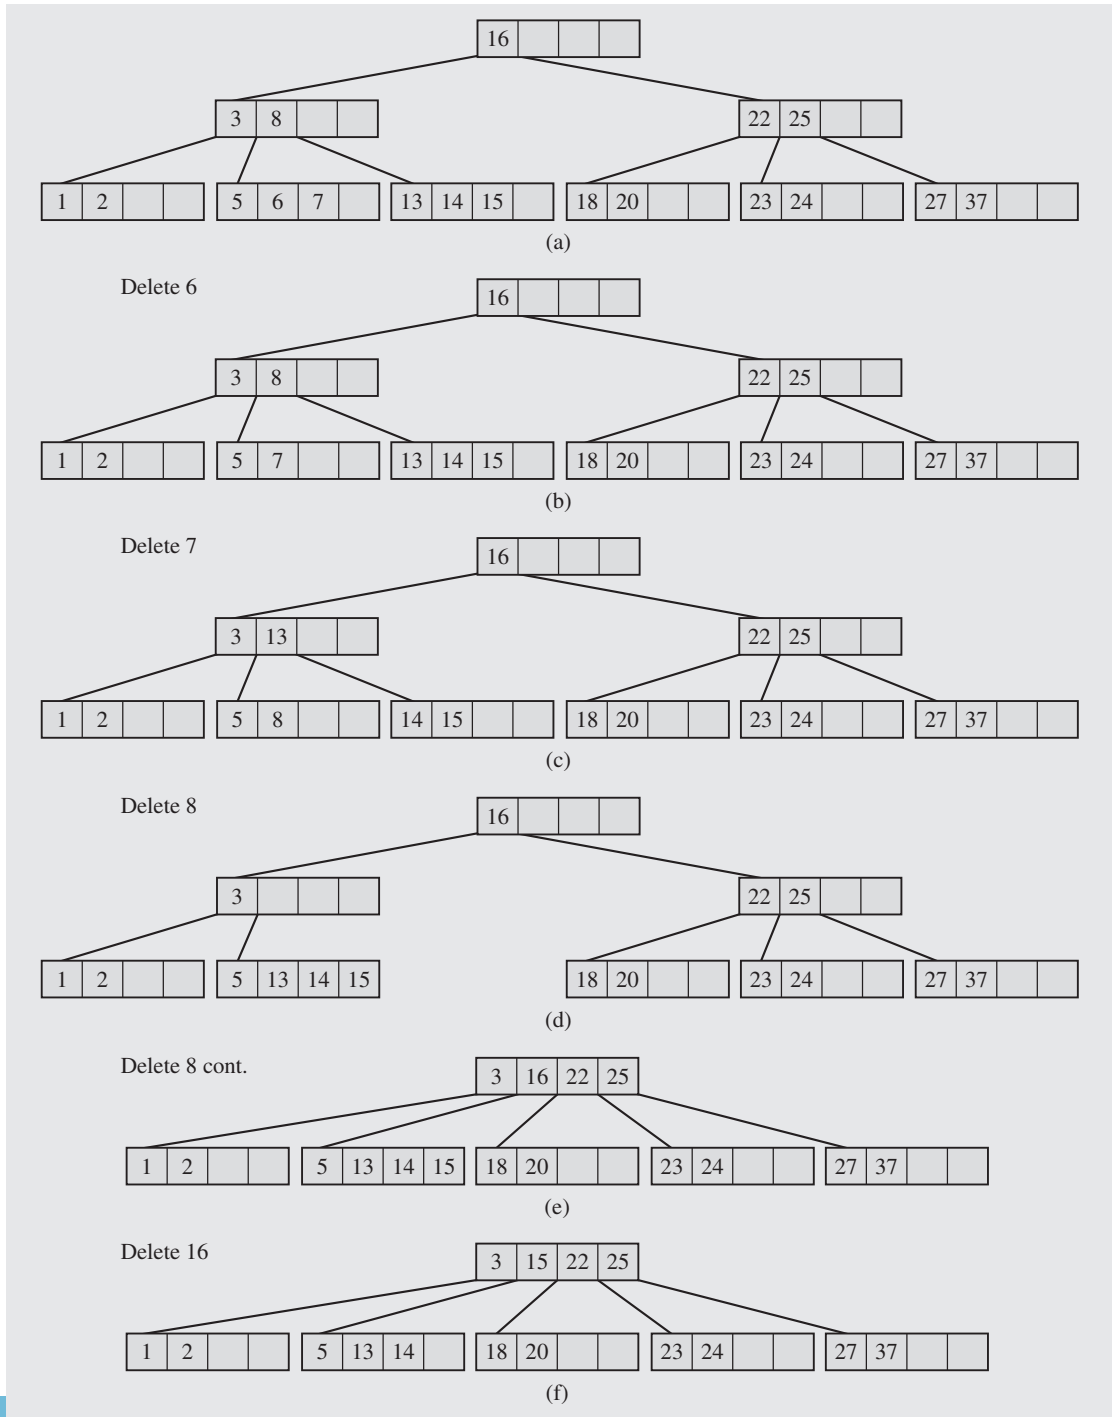 16
3 8 22 25
1 2 5 6 7 13 14 15 18 20 23 24 27 37
(a)
Delete 6
16
3 8 22 25
1 2 5 7 13 14 15 18 20 23 24 27 37
(b)
Delete 7
16
3 13 22 25
1 2 5 8 14 15 18 20 23 24 27 37
(c)
Delete 8
16
3 22 25
1 2 5 13 14 15 18 20 23 24 27 37
(d)
Delete 8 cont.
3 16 22 25
1 2 5 13 14 15 18 20 23 24 27 37
(e)
Delete 16
3 15 22 25
1 2 5 13 14 18 20 23 24 27 37
(f)